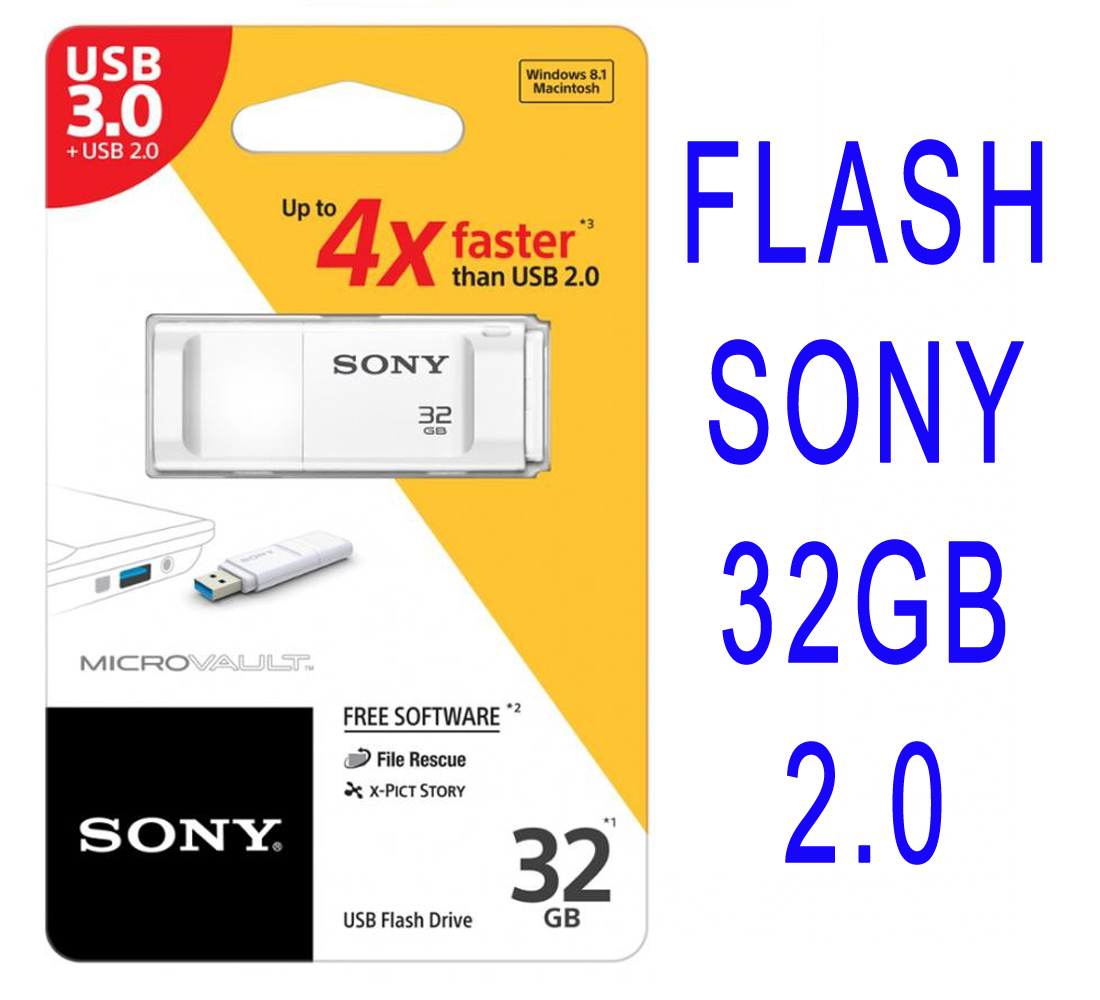 USB
3.0
+ USB 2.0
Windows 8.1
Macintosh
Up to 4x faster *3
than USB 2.0
SONY
32
GB
SONY
MICROVAULT™
FREE SOFTWARE *2
File Rescue
x-PICT STORY
SONY®
32 *1
GB
USB Flash Drive
FLASH
SONY
32GB
2.0